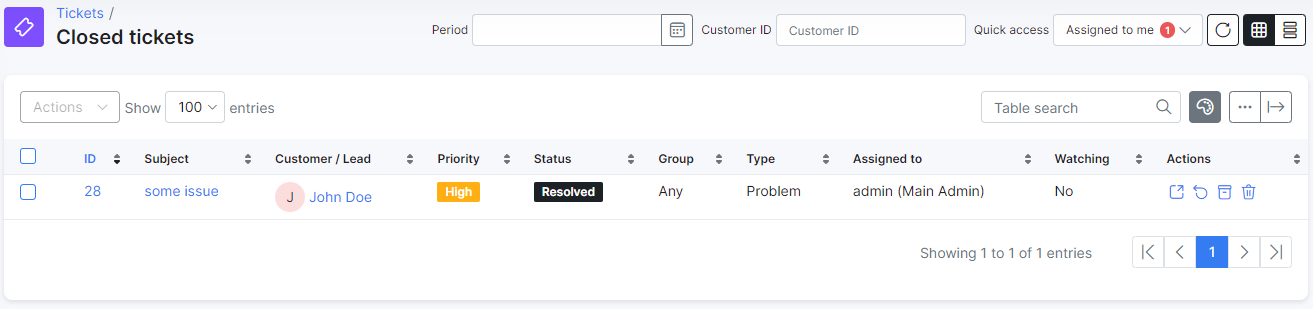 Tickets /
Closed tickets
Period
Customer ID Customer ID
Quick access Assigned to me 1
Actions Show 100 entries
Table search
ID Subject Customer / Lead Priority Status Group Type Assigned to Watching Actions
28 some issue J John Doe High Resolved Any Problem admin (Main Admin) No
Showing 1 to 1 of 1 entries 1